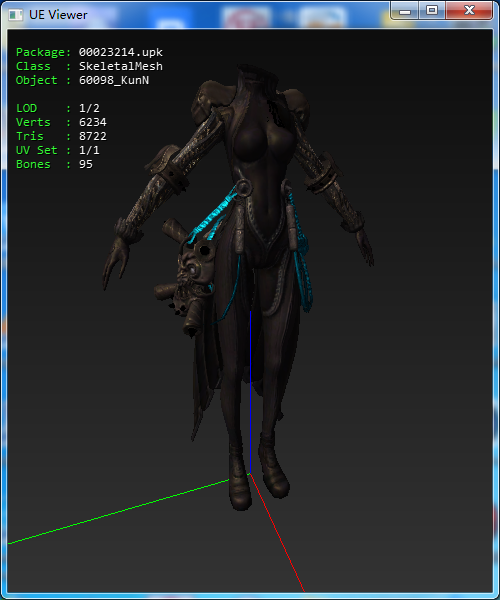 UE Viewer
Package: 00023214.upk
Class : SkeletalMesh
Object : 60098_KunN
LOD : 1/2
Verts : 6234
Tris : 8722
UV Set : 1/1
Bones : 95